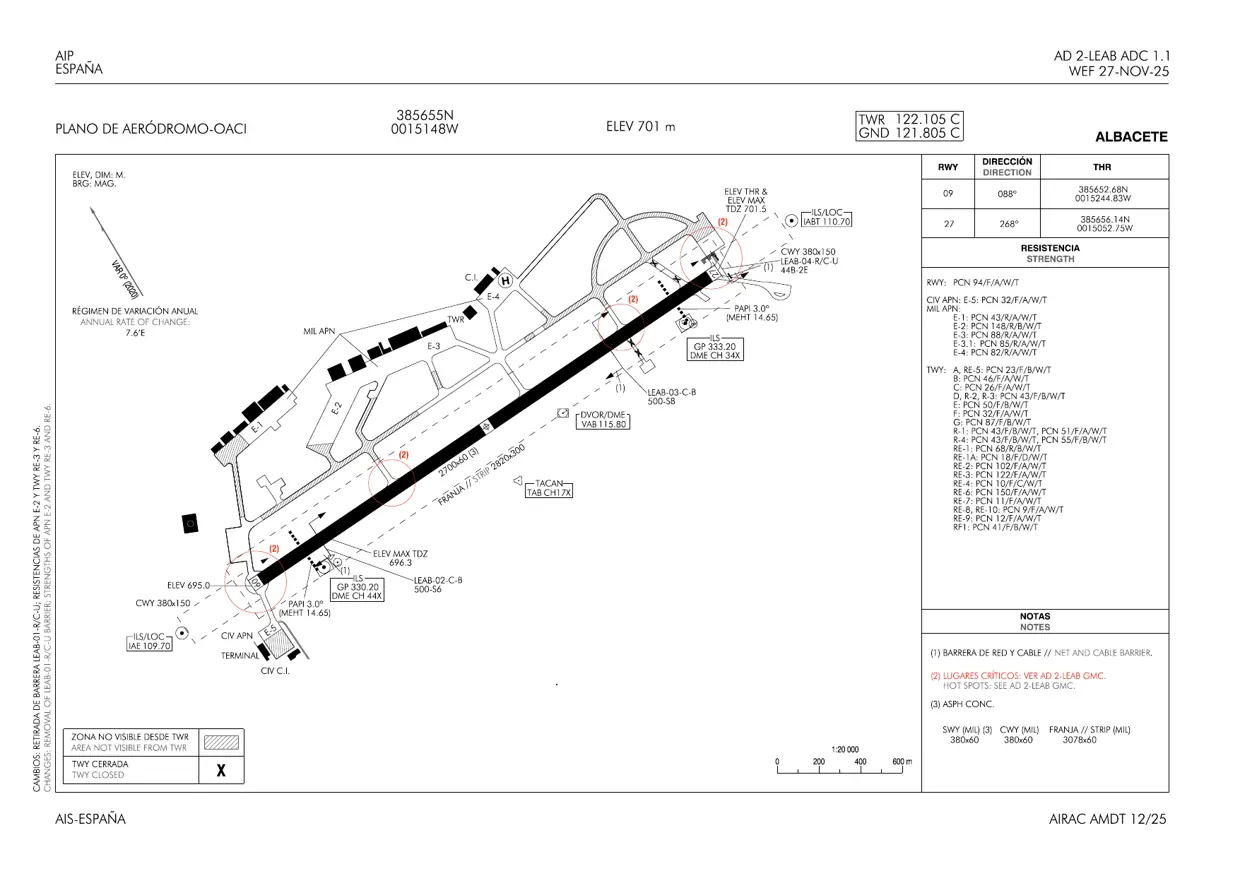 AIP
ESPAÑA
AD 2-LEAB ADC 1.1
WEF 27-NOV-25
PLANO DE AERÓDROMO-OACI
385655N
0015148W
ELEV 701 m
TWR 122.105 C
GND 121.805 C
ALBACETE
ELEV, DIM: M.
BRG: MAG.
VAR 0º (2020)
RÉGIMEN DE VARIACIÓN ANUAL
ANNUAL RATE OF CHANGE:
7.6'E
ELEV THR &
ELEV MAX
TDZ 701.5
(2)
ILS/LOC
IABT 110.70
CWY 380x150
LEAB-04-R/C-U
44B-2E
(1)
27
C.I.
H
E-4
MIL APN
TWR
E-3
(2)
PAPI 3.0º
(MEHT 14.65)
ILS
GP 333.20
DME CH 34X
(1)
LEAB-03-C-B
500-S8
E-2
E-1
DVOR/DME
VAB 115.80
(2)
2700x60 (3)
FRANJA // STRIP 2820x300
TACAN
TAB CH17X
(2)
ELEV MAX TDZ
696.3
(1)
LEAB-02-C-B
500-S6
ILS
GP 330.20
DME CH 44X
ELEV 695.0
09
CWY 380x150
PAPI 3.0º
(MEHT 14.65)
ILS/LOC
IAE 109.70
CIV APN
E-5
TERMINAL
CIV C.I.
ZONA NO VISIBLE DESDE TWR
AREA NOT VISIBLE FROM TWR
TWY CERRADA
TWY CLOSED
X
1:20 000
0 200 400 600 m
RWY DIRECCIÓN THR
DIRECTION
09 088º 385652.68N
0015244.83W
27 268º 385656.14N
0015052.75W
RESISTENCIA
STRENGTH
RWY: PCN 94/F/A/W/T
CIV APN: E-5: PCN 32/F/A/W/T
MIL APN:
E-1: PCN 43/R/A/W/T
E-2: PCN 148/R/B/W/T
E-3: PCN 88/R/A/W/T
E-3.1: PCN 85/R/A/W/T
E-4: PCN 82/R/A/W/T
TWY: A, RE-5: PCN 23/F/B/W/T
B: PCN 46/F/A/W/T
C: PCN 26/F/A/W/T
D, R-2, R-3: PCN 43/F/B/W/T
E: PCN 50/F/B/W/T
F: PCN 32/F/A/W/T
G: PCN 87/F/B/W/T
R-1: PCN 43/F/B/W/T, PCN 51/F/A/W/T
R-4: PCN 43/F/B/W/T, PCN 55/F/B/W/T
RE-1: PCN 68/R/B/W/T
RE-1A: PCN 18/F/D/W/T
RE-2: PCN 102/F/A/W/T
RE-3: PCN 122/F/A/W/T
RE-4: PCN 10/F/C/W/T
RE-6: PCN 150/F/A/W/T
RE-7: PCN 11/F/A/W/T
RE-8, RE-10: PCN 9/F/A/W/T
RE-9: PCN 12/F/A/W/T
RF1: PCN 41/F/B/W/T
NOTAS
NOTES
(1) BARRERA DE RED Y CABLE // NET AND CABLE BARRIER.
(2) LUGARES CRÍTICOS: VER AD 2-LEAB GMC.
HOT SPOTS: SEE AD 2-LEAB GMC.
(3) ASPH CONC.
SWY (MIL) (3) CWY (MIL) FRANJA // STRIP (MIL)
380x60 380x60 3078x60
CAMBIOS: RETIRADA DE BARRERA LEAB-01-R/C-U; RESISTENCIAS DE APN E-2 Y TWY RE-3 Y RE-6.
CHANGES: REMOVAL OF LEAB-01-R/C-U BARRIER; STRENGTHS OF APN E-2 AND TWY RE-3 AND RE-6.
AIS-ESPAÑA
AIRAC AMDT 12/25